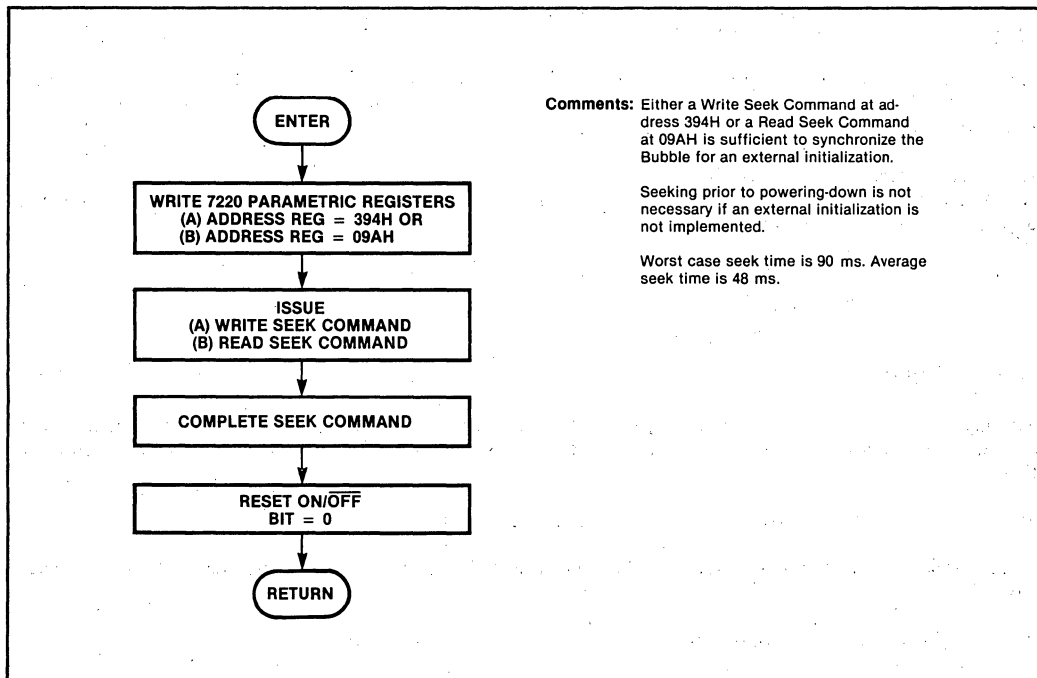 ENTER
WRITE 7220 PARAMETRIC REGISTERS
(A) ADDRESS REG = 394H OR
(B) ADDRESS REG = 09AH
ISSUE
(A) WRITE SEEK COMMAND
(B) READ SEEK COMMAND
COMPLETE SEEK COMMAND
RESET ON/O̅F̅F̅
BIT = 0
RETURN
Comments: Either a Write Seek Command at ad-
dress 394H or a Read Seek Command
at 09AH is sufficient to synchronize the
Bubble for an external initialization.
Seeking prior to powering-down is not
necessary if an external initialization is
not implemented.
Worst case seek time is 90 ms. Average
seek time is 48 ms.